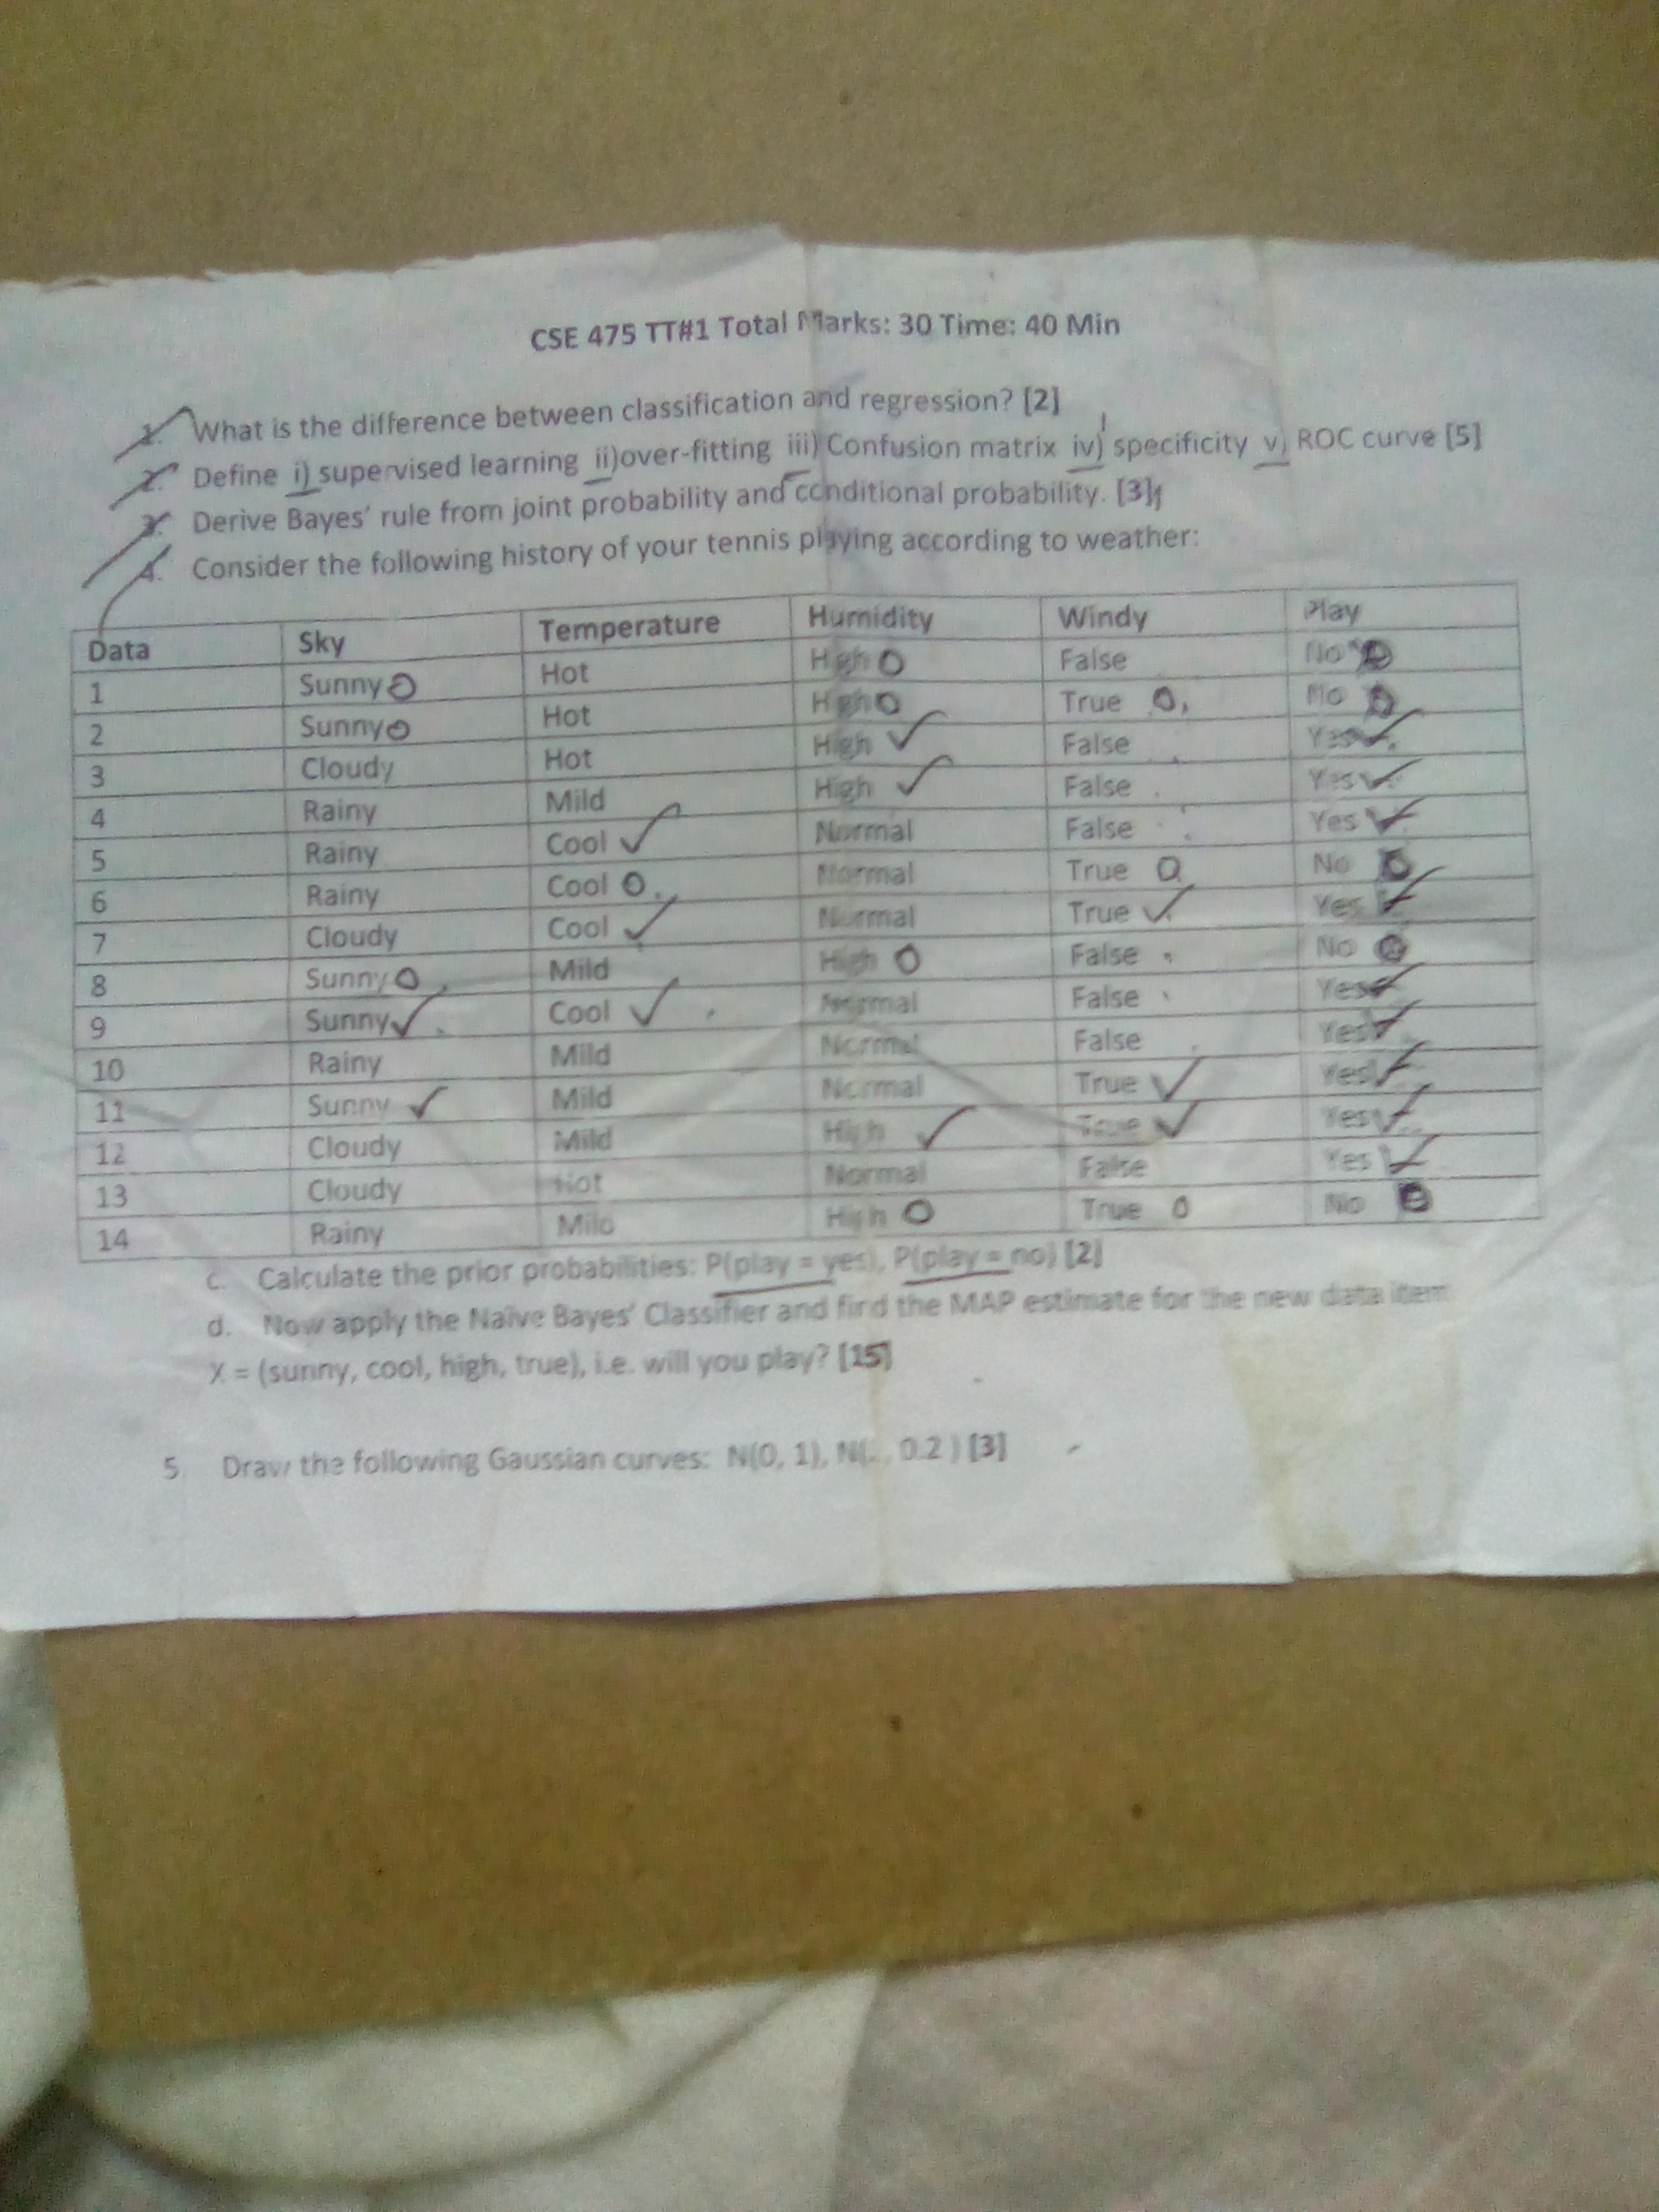 CSE 475 TT#1 Total Marks: 30 Time: 40 Min
1. What is the difference between classification and regression? [2]
2. Define i) supervised learning ii)over-fitting iii) Confusion matrix iv) specificity v) ROC curve [5]
3. Derive Bayes' rule from joint probability and conditional probability. [3]
4. Consider the following history of your tennis playing according to weather:
Data Sky Temperature Humidity Windy Play
1 Sunny Hot High False No
2 Sunny Hot High True No
3 Cloudy Hot High False Yes
4 Rainy Mild High False Yes
5 Rainy Cool Normal False Yes
6 Rainy Cool Normal True No
7 Cloudy Cool Normal True Yes
8 Sunny Mild High False No
9 Sunny Cool Normal False Yes
10 Rainy Mild Normal False Yes
11 Sunny Mild Normal True Yes
12 Cloudy Mild High True Yes
13 Cloudy Hot Normal False Yes
14 Rainy Mild High True No
c. Calculate the prior probabilities: P(play = yes), P(play = no) [2]
d. Now apply the Naïve Bayes' Classifier and find the MAP estimate for the new data item
X = (sunny, cool, high, true), i.e. will you play? [15]
5. Draw the following Gaussian curves: N(0, 1), 0.2 ) [3]